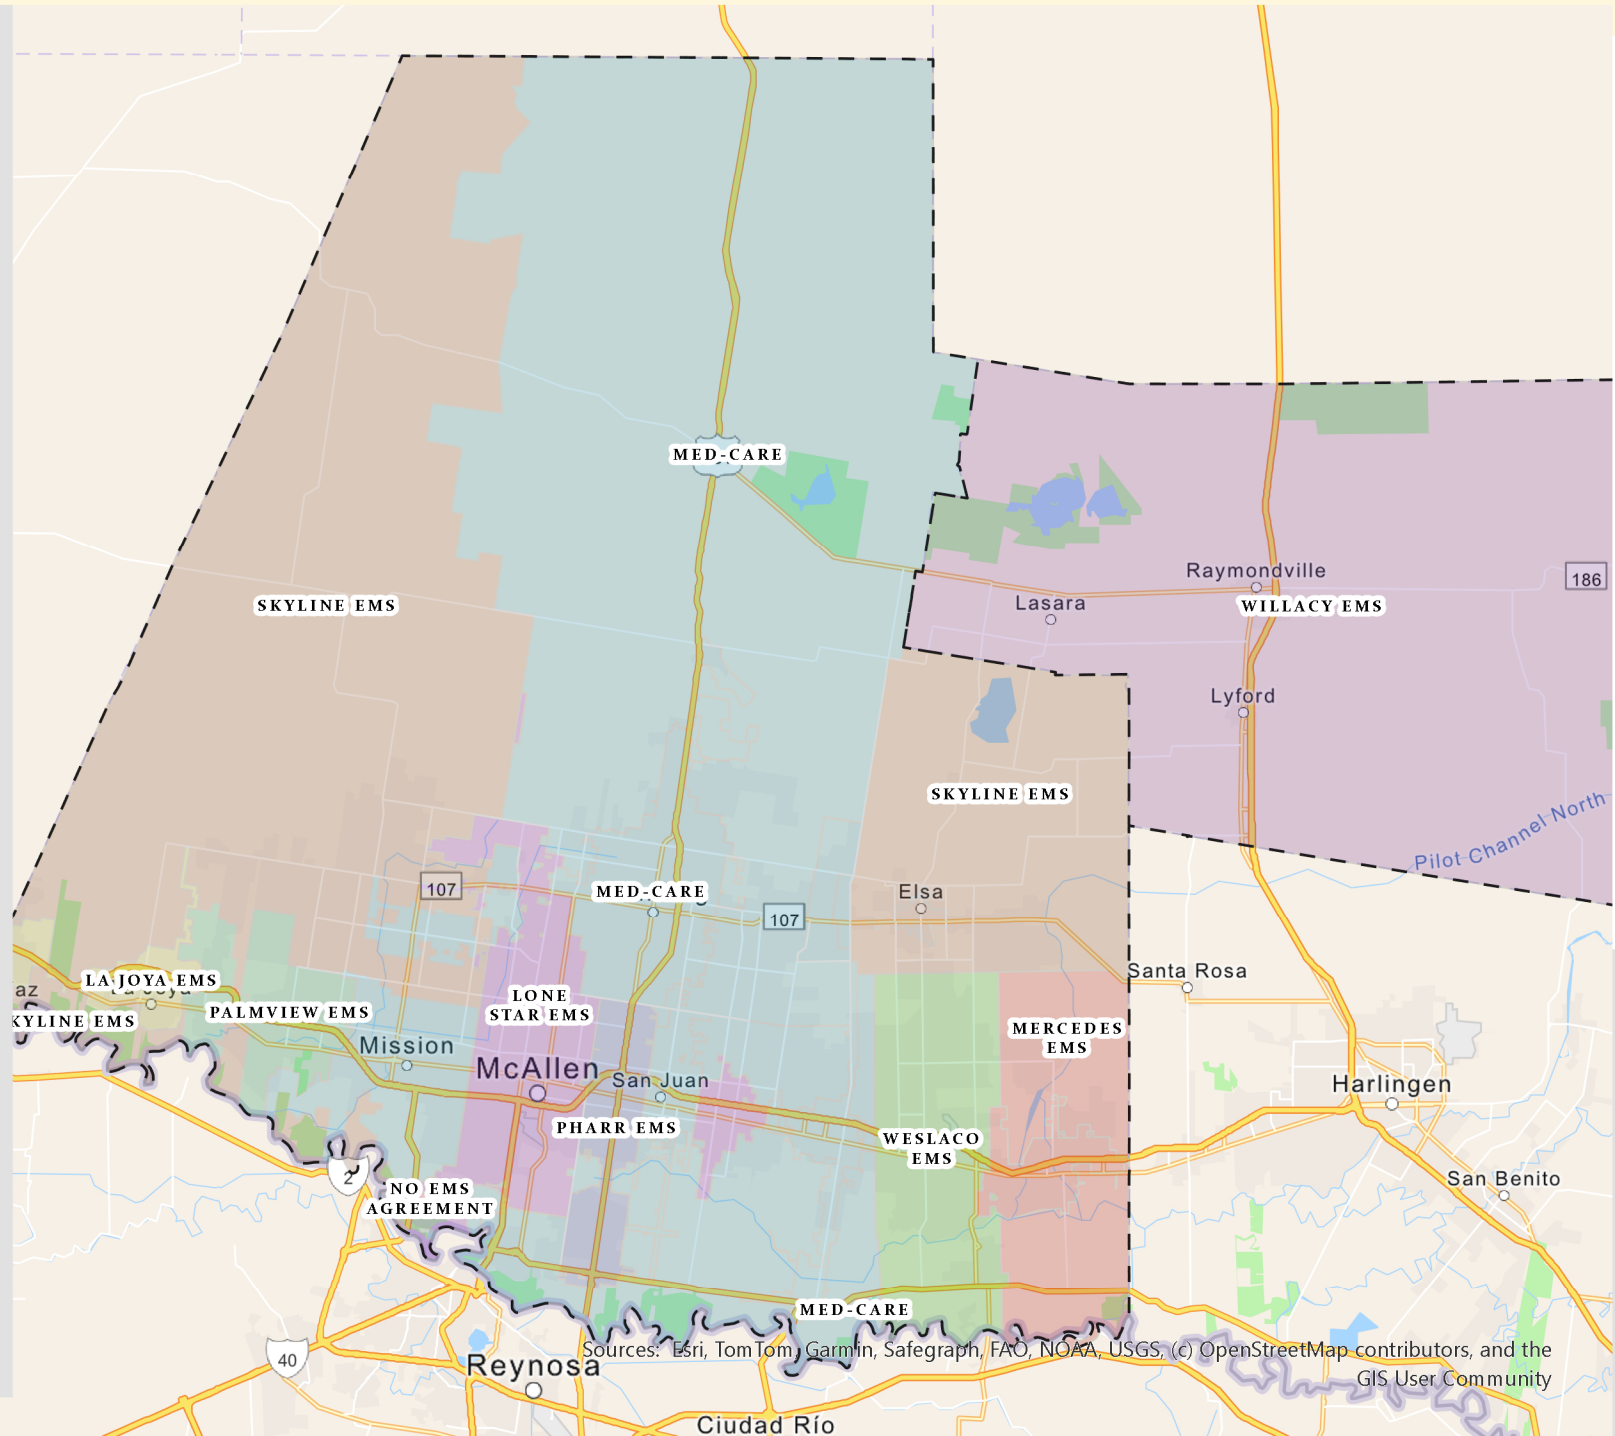 MED-CARE
Raymondville
186
SKYLINE EMS
Lasara
WILLACY EMS
Lyford
SKYLINE EMS
Pilot Channel North
107
MED-CARE
Elsa
107
Santa Rosa
LA JOYA EMS
az
LONE
STAR EMS
PALMVIEW EMS
KYLINE EMS
MERCEDES
EMS
Mission
McAllen
San Juan
Harlingen
PHARR EMS
WESLACO
EMS
2
San Benito
NO EMS
AGREEMENT
MED-CARE
Sources: Esri, TomTom, Garmin, Safegraph, FAO, NOAA, USGS, (c) OpenStreetMap contributors, and the
GIS User Community
40
Reynosa
Ciudad Río